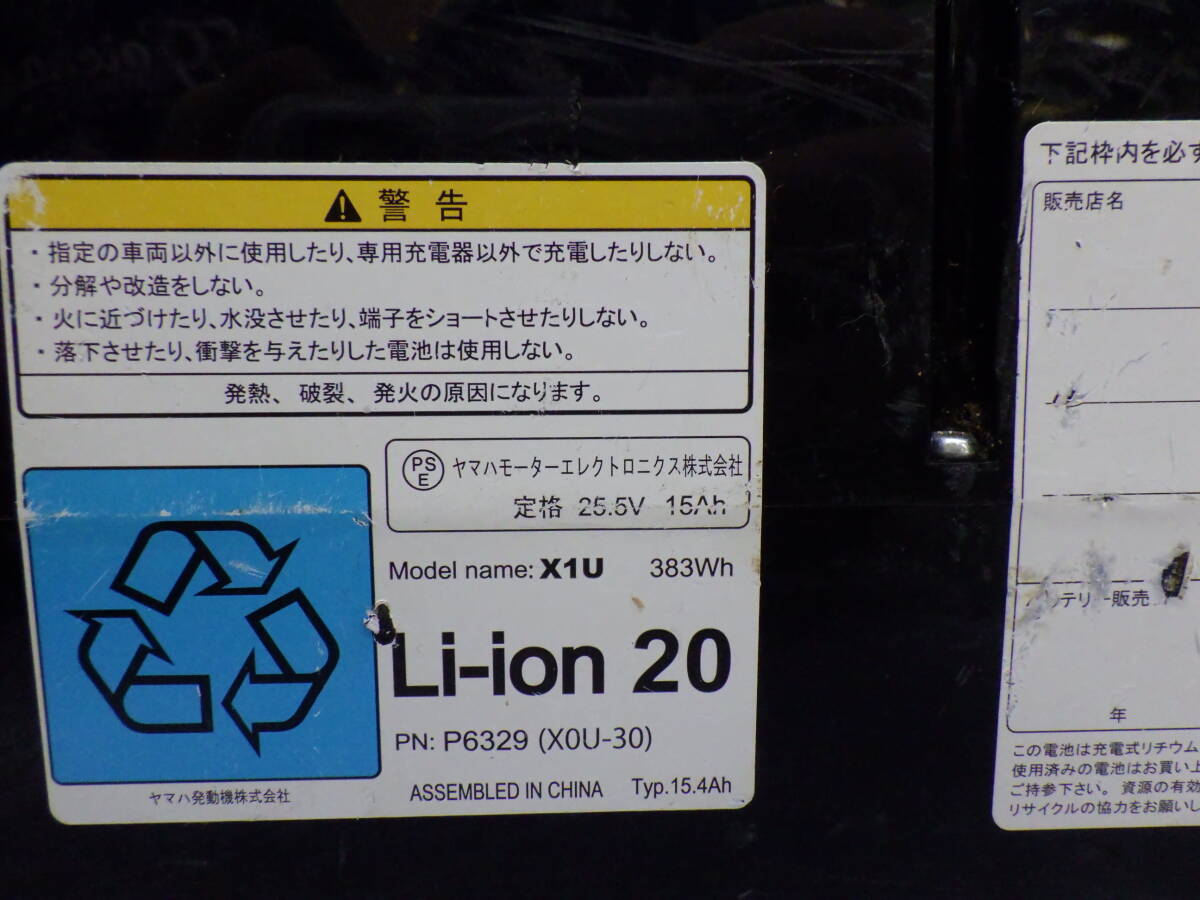 警告
・指定の車両以外に使用したり、専用充電器以外で充電したりしない。
・分解や改造をしない。
・火に近づけたり、水没させたり、端子をショートさせたりしない。
・落下させたり、衝撃を与えたりした電池は使用しない。
発熱、破裂、発火の原因になります。
PS
E
ヤマハモーターエレクトロニクス株式会社
定格 25.5V 15Ah
Model name: X1U 383Wh
Li-ion 20
PN: P6329 (X0U-30)
ASSEMBLED IN CHINA Typ.15.4Ah
ヤマハ発動機株式会社
下記枠内を必ず
販売店名
バッテリー販売
年
この電池は充電式リチウム
使用済みの電池はお買い上
ご持参下さい。資源の有効
リサイクルの協力をお願いし